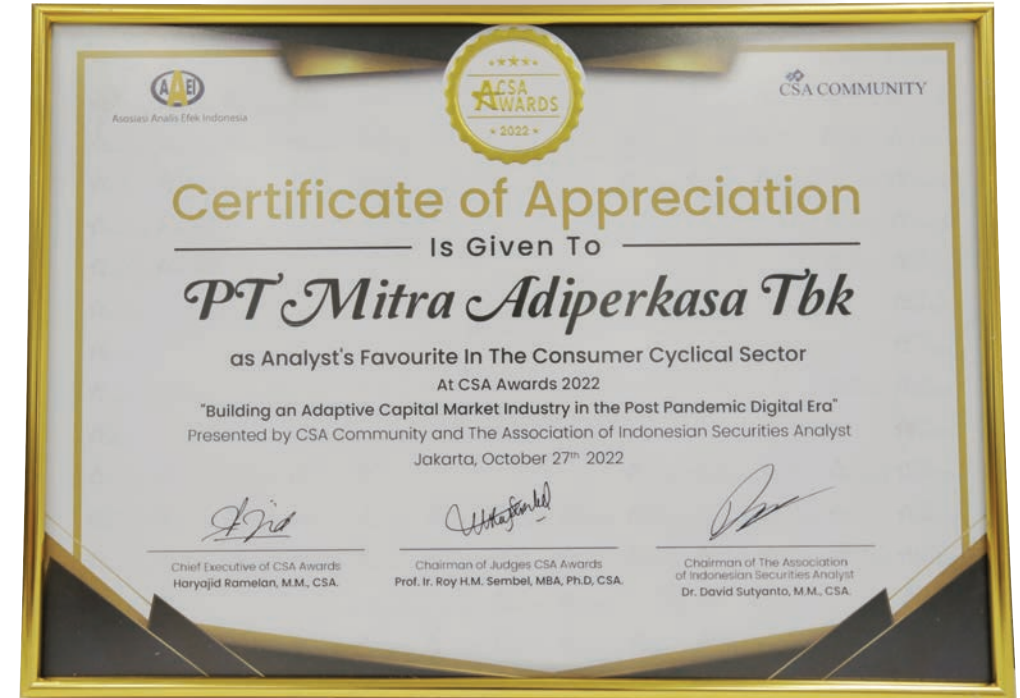 AAEI
Asosiasi Analis Efek Indonesia
CSA
AWARDS
2022
CSA COMMUNITY
Certificate of Appreciation
Is Given To
PT Mitra Adiperkasa Tbk
as Analyst's Favourite In The Consumer Cyclical Sector
At CSA Awards 2022
"Building an Adaptive Capital Market Industry in the Post Pandemic Digital Era"
Presented by CSA Community and The Association of Indonesian Securities Analyst
Jakarta, October 27th 2022
Chief Executive of CSA Awards
Haryajid Ramelan, M.M., CSA.
Chairman of Judges CSA Awards
Prof. Ir. Roy H.M. Sembel, MBA, Ph.D, CSA.
Chairman of The Association
of Indonesian Securities Analyst
Dr. David Sutyanto, M.M., CSA.